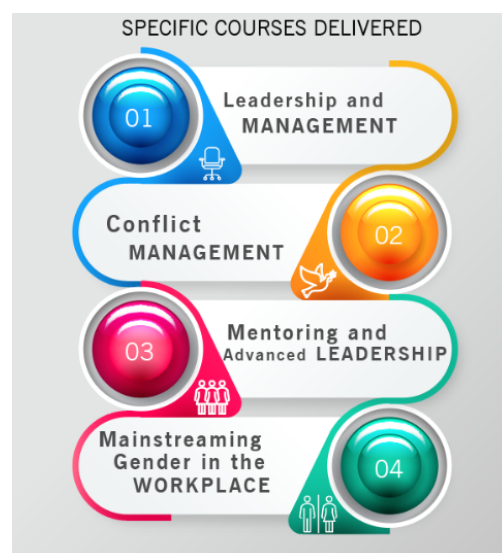 SPECIFIC COURSES DELIVERED
01
Leadership and
MANAGEMENT
Conflict
MANAGEMENT
02
03
Mentoring and
Advanced LEADERSHIP
Mainstreaming
Gender in the
WORKPLACE
04